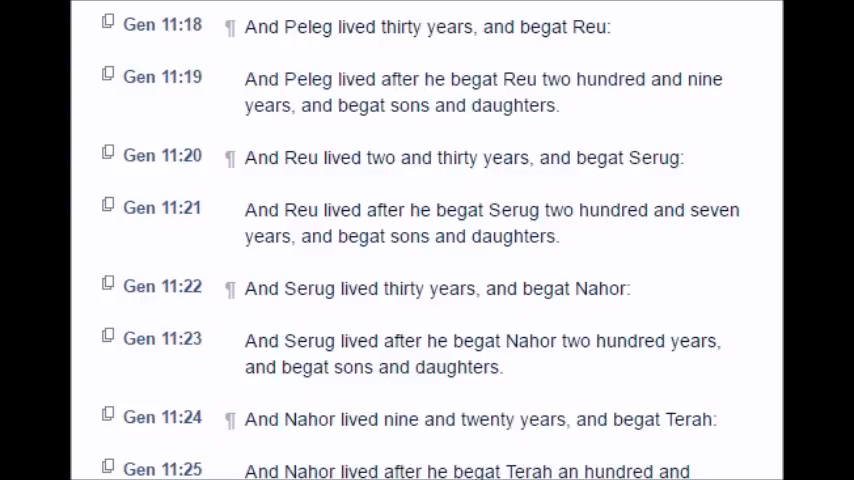 Gen 11:18 ¶ And Peleg lived thirty years, and begat Reu:
Gen 11:19 And Peleg lived after he begat Reu two hundred and nine
years, and begat sons and daughters.
Gen 11:20 ¶ And Reu lived two and thirty years, and begat Serug:
Gen 11:21 And Reu lived after he begat Serug two hundred and seven
years, and begat sons and daughters.
Gen 11:22 ¶ And Serug lived thirty years, and begat Nahor:
Gen 11:23 And Serug lived after he begat Nahor two hundred years,
and begat sons and daughters.
Gen 11:24 ¶ And Nahor lived nine and twenty years, and begat Terah:
Gen 11:25 And Nahor lived after he begat Terah an hundred and